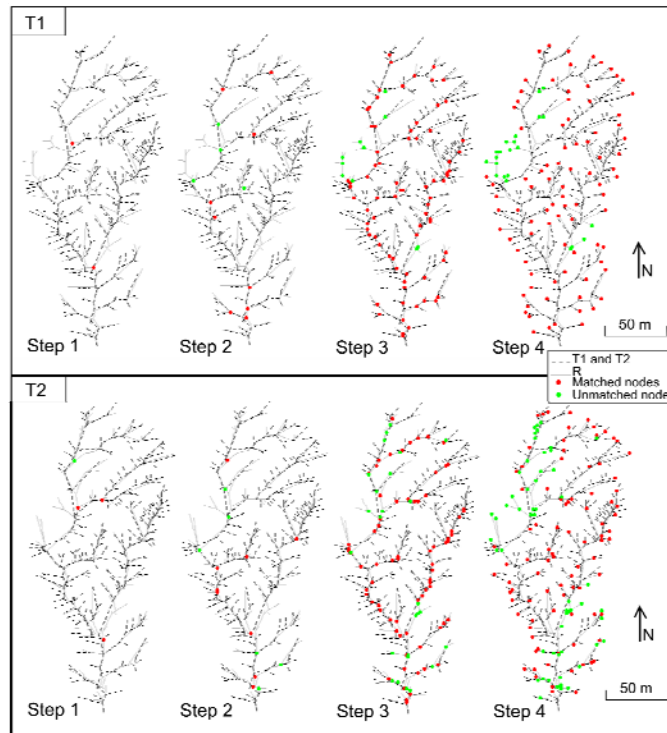 T1
N
50 m
Step 1
Step 2
Step 3
Step 4
T1 and T2
R
Matched nodes
Unmatched node
T2
N
50 m
Step 1
Step 2
Step 3
Step 4